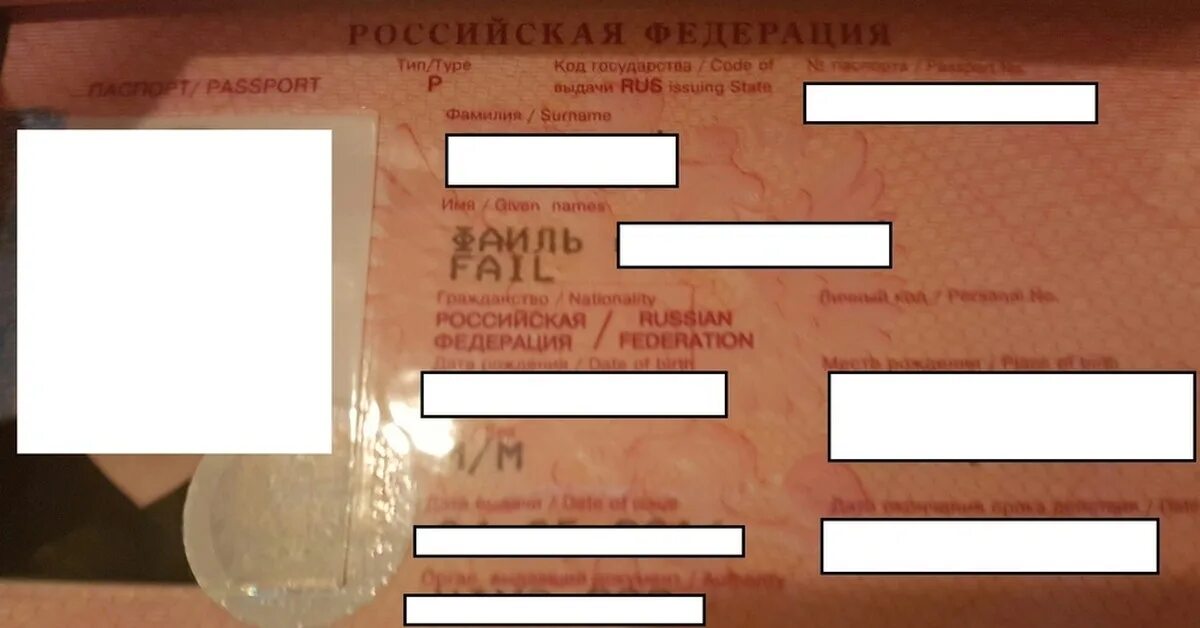 РОССИЙСКАЯ ФЕДЕРАЦИЯ
ПАСПОРТ/ PASSPORT
Тип/Type
P
Код государства / Code of
выдачи RUS issuing State
№ паспорта / Passport No.
Фамилия / Surname
Имя / Given names
ФАИЛЬ
FAIL
Гражданство / Nationality
РОССИЙСКАЯ / RUSSIAN
ФЕДЕРАЦИЯ / FEDERATION
Личный код / Personal No.
Дата рождения / Date of birth
Место рождения / Place of birth
/M
Дата выдачи / Date of issue
Дата окончания срока действия /
Орган, выдавший документ / Authority